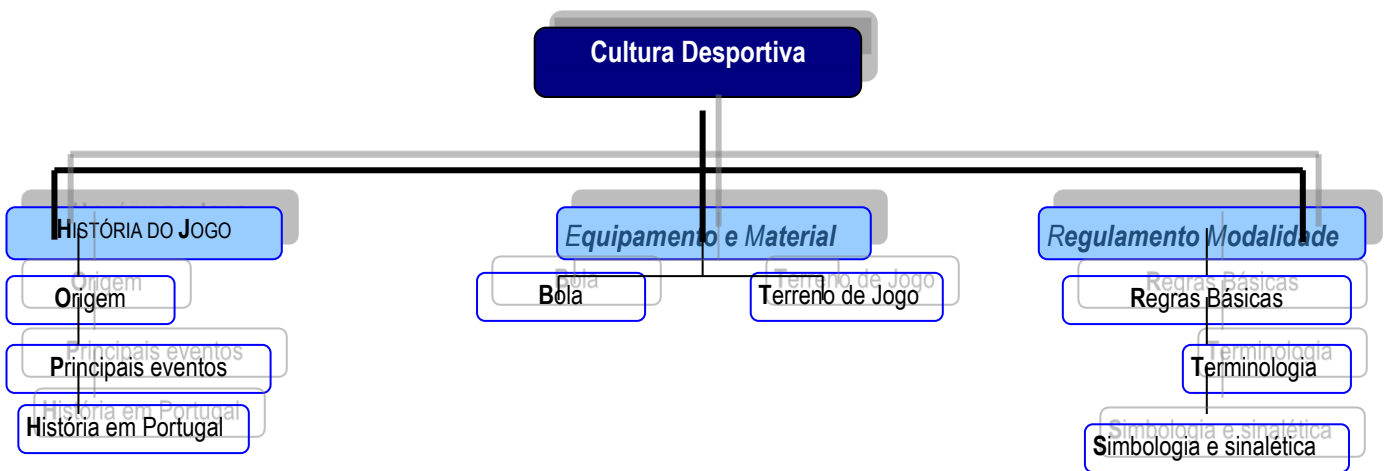 Cultura Desportiva
HISTÓRIA DO JOGO
Equipamento e Material
Regulamento Modalidade
Origem
Bola
Terreno de Jogo
Regras Básicas
Principais eventos
Terminologia
História em Portugal
Simbologia e sinalética